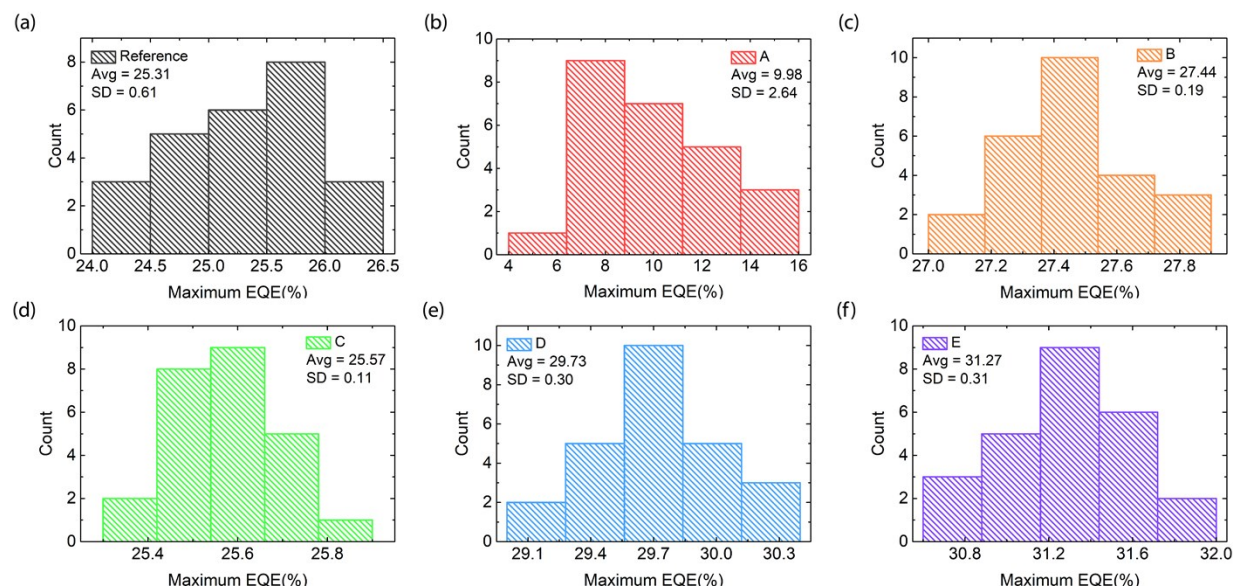 (a)
Reference
Avg = 25.31
SD = 0.61
8
6
4
2
0
Count
24.0 24.5 25.0 25.5 26.0 26.5
Maximum EQE(%)
(b)
A
Avg = 9.98
SD = 2.64
10
8
6
4
2
0
Count
4 6 8 10 12 14 16
Maximum EQE(%)
(c)
B
Avg = 27.44
SD = 0.19
10
8
6
4
2
0
Count
27.0 27.2 27.4 27.6 27.8
Maximum EQE(%)
(d)
C
Avg = 25.57
SD = 0.11
10
8
6
4
2
0
Count
25.4 25.6 25.8
Maximum EQE(%)
(e)
D
Avg = 29.73
SD = 0.30
10
8
6
4
2
0
Count
29.1 29.4 29.7 30.0 30.3
Maximum EQE(%)
(f)
E
Avg = 31.27
SD = 0.31
10
8
6
4
2
0
Count
30.8 31.2 31.6 32.0
Maximum EQE(%)